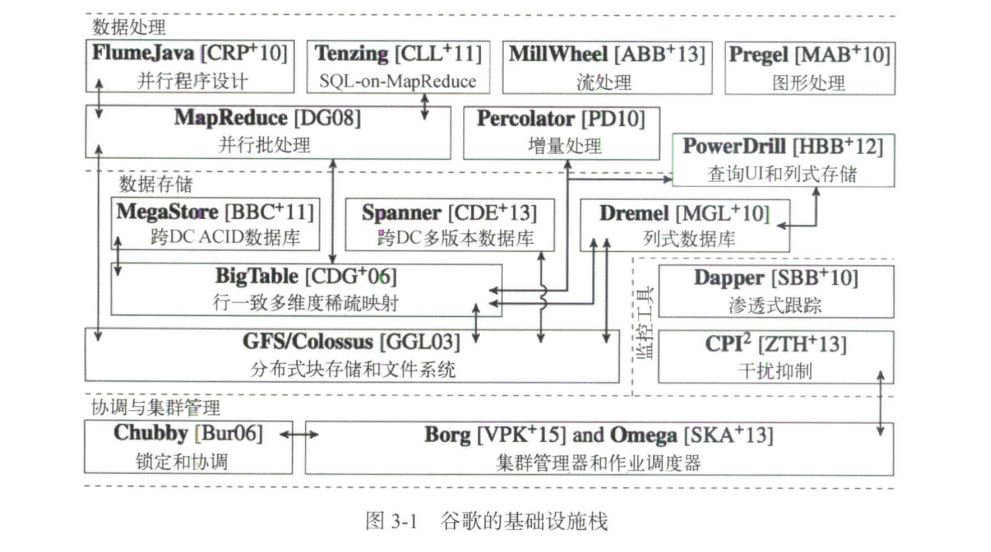 数据处理
FlumeJava [CRP+10]
并行程序设计
Tenzing [CLL+11]
SQL-on-MapReduce
MillWheel [ABB+13]
流处理
Pregel [MAB+10]
图形处理
MapReduce [DG08]
并行批处理
Percolator [PD10]
增量处理
PowerDrill [HBB+12]
查询UI和列式存储
数据存储
MegaStore [BBC+11]
跨DC ACID数据库
Spanner [CDE+13]
跨DC多版本数据库
Dremel [MGL+10]
列式数据库
BigTable [CDG+06]
行一致多维度稀疏映射
GFS/Colossus [GGL03]
分布式块存储和文件系统
监控工具
Dapper [SBB+10]
渗透式跟踪
CPI² [ZTH+13]
干扰抑制
协调与集群管理
Chubby [Bur06]
锁定和协调
Borg [VPK+15] and Omega [SKA+13]
集群管理器和作业调度器
图 3-1 谷歌的基础设施栈